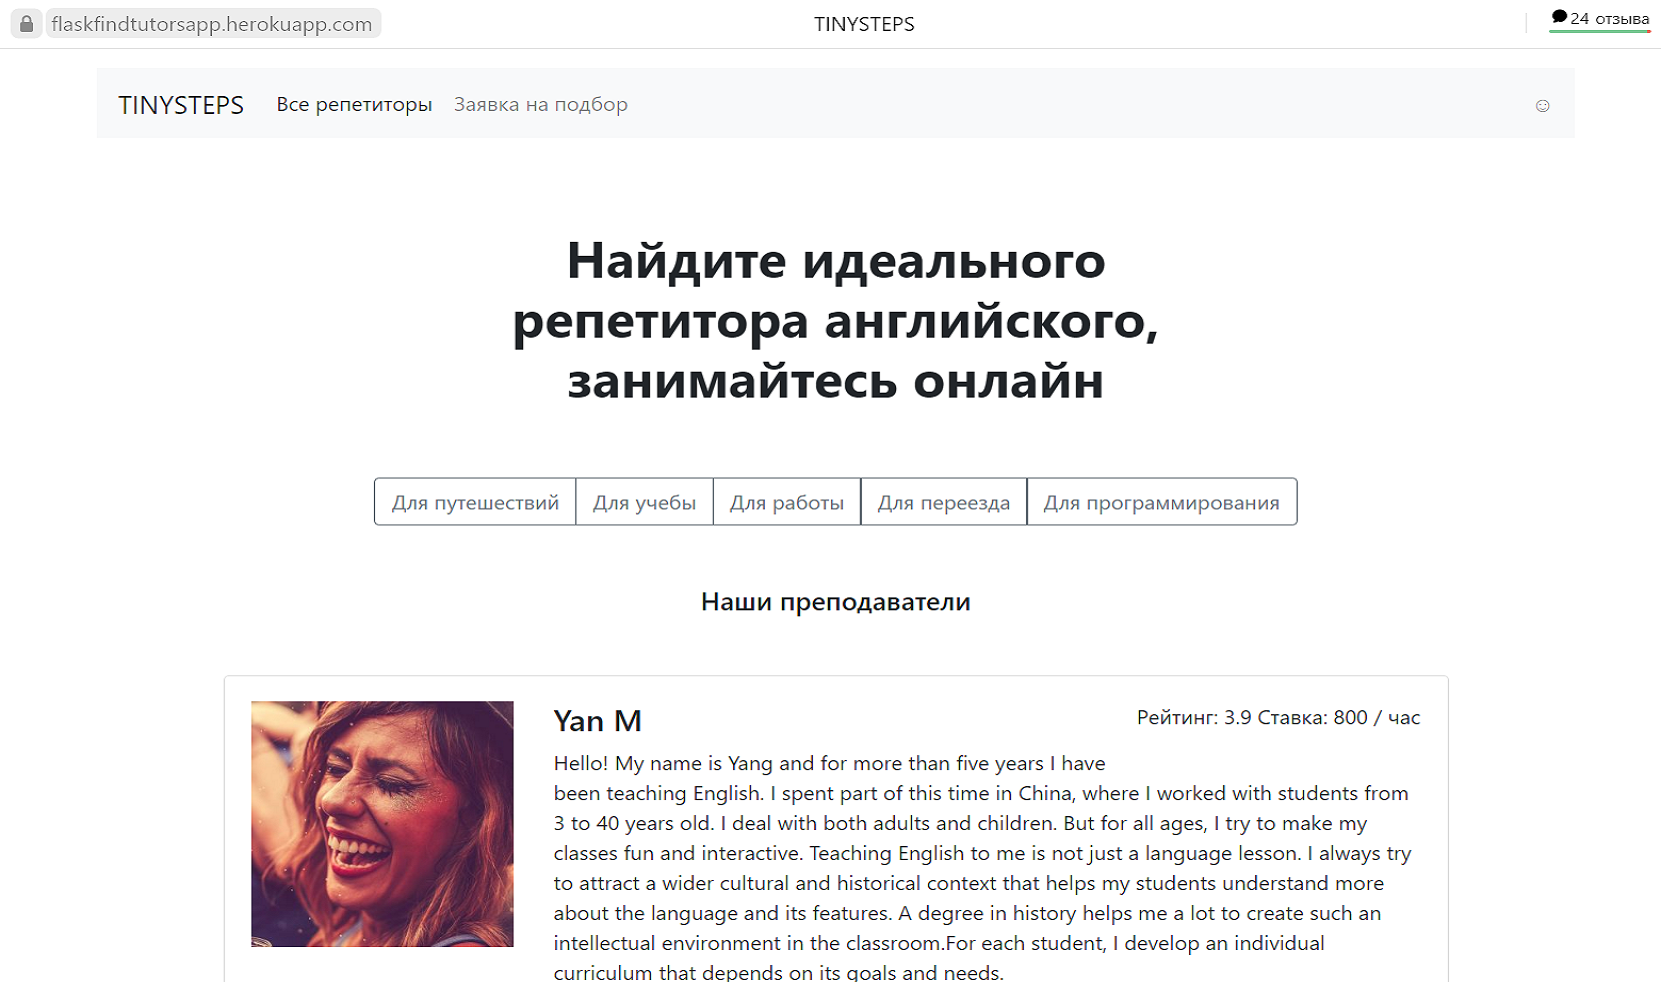 flaskfindtutorsapp.herokuapp.com
TINYSTEPS
24 отзыва
TINYSTEPS
Все репетиторы
Заявка на подбор
Найдите идеального
репетитора английского,
занимайтесь онлайн
Для путешествий
Для учебы
Для работы
Для переезда
Для программирования
Наши преподаватели
Yan M
Рейтинг: 3.9 Ставка: 800 / час
Hello! My name is Yang and for more than five years I have
been teaching English. I spent part of this time in China, where I worked with students from
3 to 40 years old. I deal with both adults and children. But for all ages, I try to make my
classes fun and interactive. Teaching English to me is not just a language lesson. I always try
to attract a wider cultural and historical context that helps my students understand more
about the language and its features. A degree in history helps me a lot to create such an
intellectual environment in the classroom.For each student, I develop an individual
curriculum that depends on its goals and needs.